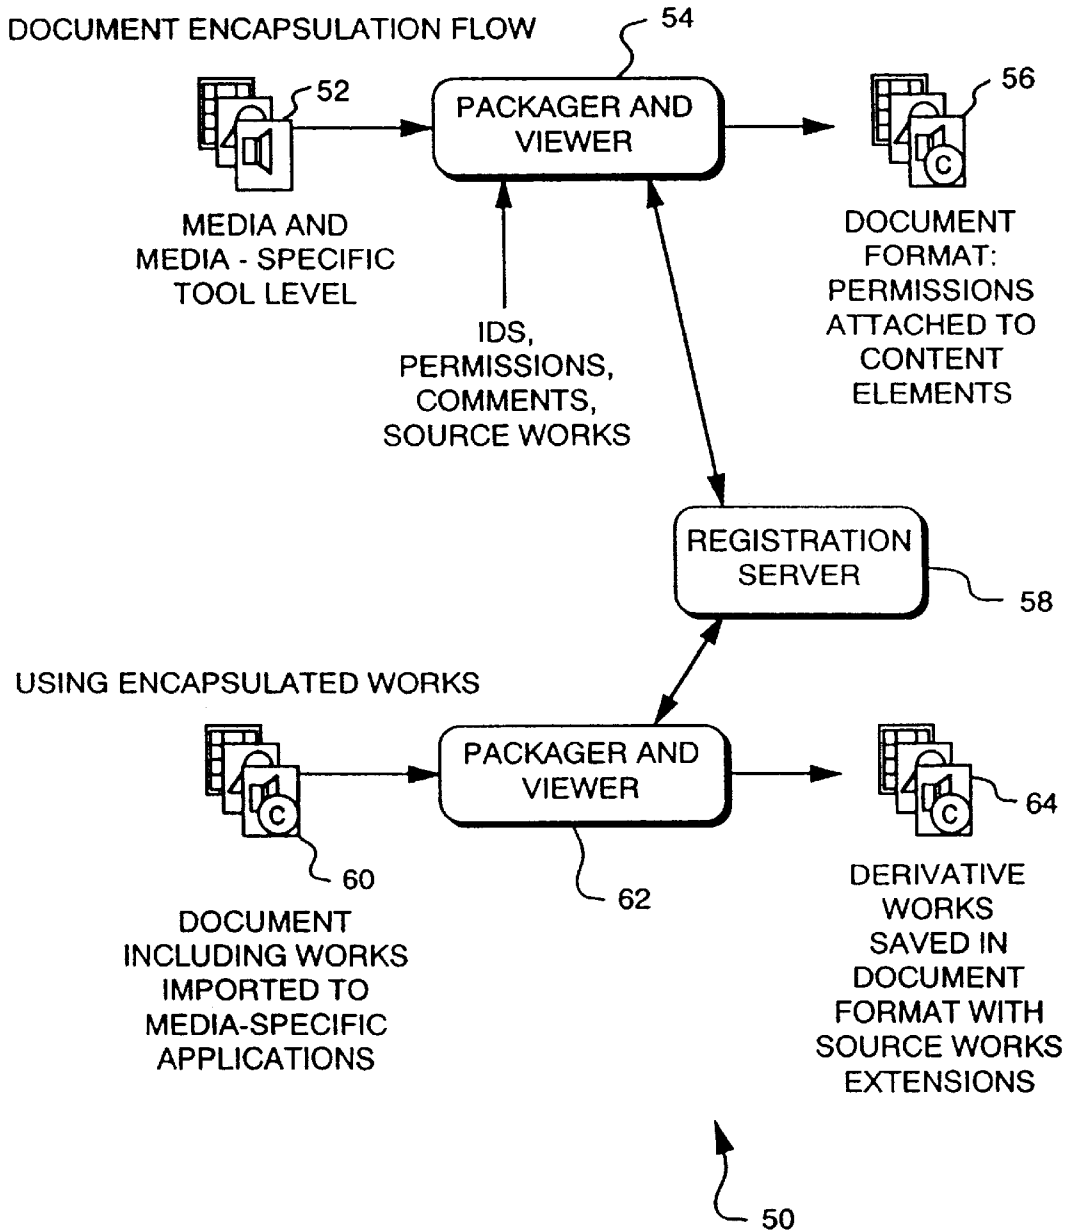 DOCUMENT ENCAPSULATION FLOW
54
52
PACKAGER AND
VIEWER
56
C
MEDIA AND
MEDIA - SPECIFIC
TOOL LEVEL
DOCUMENT
FORMAT:
PERMISSIONS
ATTACHED TO
CONTENT
ELEMENTS
IDS,
PERMISSIONS,
COMMENTS,
SOURCE WORKS
REGISTRATION
SERVER
58
USING ENCAPSULATED WORKS
PACKAGER AND
VIEWER
C
60
62
C
64
DOCUMENT
INCLUDING WORKS
IMPORTED TO
MEDIA-SPECIFIC
APPLICATIONS
DERIVATIVE
WORKS
SAVED IN
DOCUMENT
FORMAT WITH
SOURCE WORKS
EXTENSIONS
50